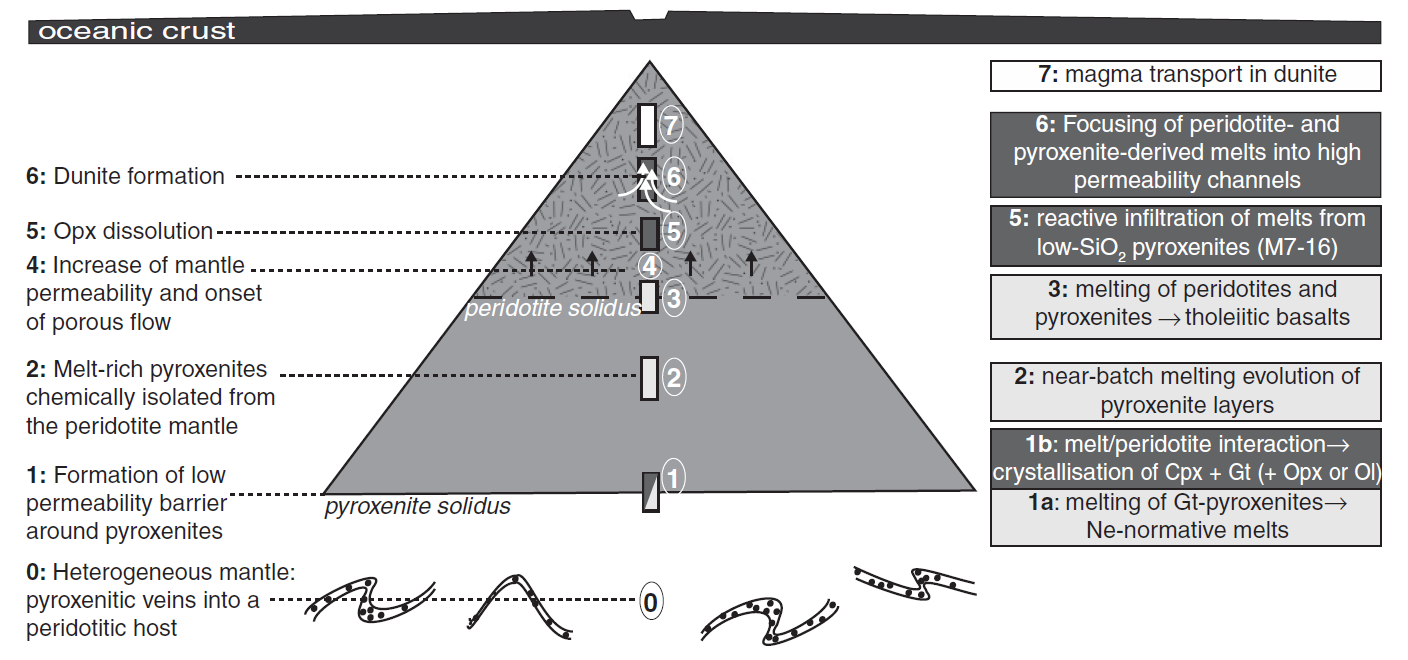 oceanic crust
6: Dunite formation
5: Opx dissolution
4: Increase of mantle
permeability and onset
of porous flow
2: Melt-rich pyroxenites
chemically isolated from
the peridotite mantle
1: Formation of low
permeability barrier
around pyroxenites
0: Heterogeneous mantle:
pyroxenitic veins into a
peridotitic host
7
6
5
4
3
peridotite solidus
2
1
pyroxenite solidus
0
7: magma transport in dunite
6: Focusing of peridotite- and
pyroxenite-derived melts into high
permeability channels
5: reactive infiltration of melts from
low-SiO₂ pyroxenites (M7-16)
3: melting of peridotites and
pyroxenites → tholeiitic basalts
2: near-batch melting evolution of
pyroxenite layers
1b: melt/peridotite interaction→
crystallisation of Cpx + Gt (+ Opx or Ol)
1a: melting of Gt-pyroxenites→
Ne-normative melts